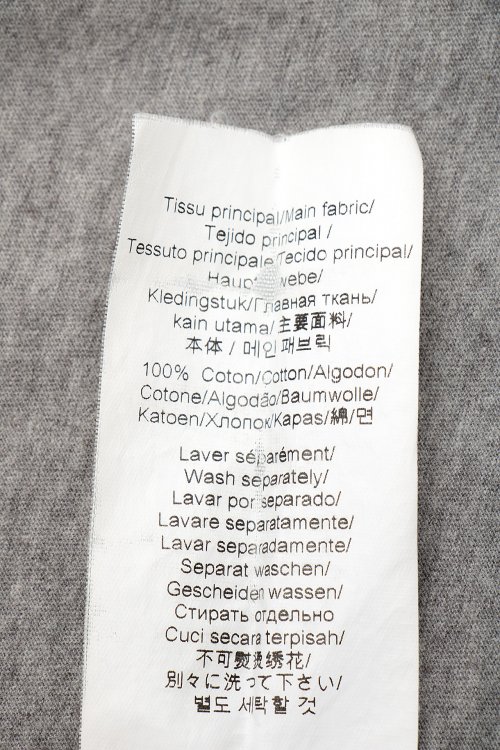 Tissu principal/Main fabric/
Tejido principal /
Tessuto principale/Tecido principal/
Kledingstuk/Главная ткань/
kain utama/主要面料/
本体 / 메인 패브릭
100% Coton/Cotton/Algodon/
Cotone/Algodão/Baumwolle/
Katoen/Хлопок/Kapas/綿/면
Laver séparément/
Wash separately/
Lavar por separado/
Lavare separatamente/
Lavar separadamente/
Separat waschen/
Gescheiden wassen/
Стирать отдельно
Cuci secara terpisah/
不可熨烫绣花/
別々に洗って下さい/
별도 세탁할 것